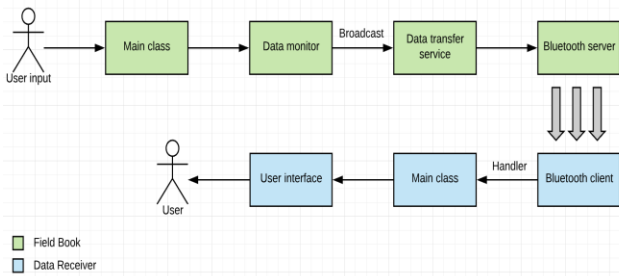 Broadcast
Main class
Data monitor
Data transfer
service
Bluetooth server
User input
Handler
User interface
Main class
Bluetooth client
User
Field Book
Data Receiver